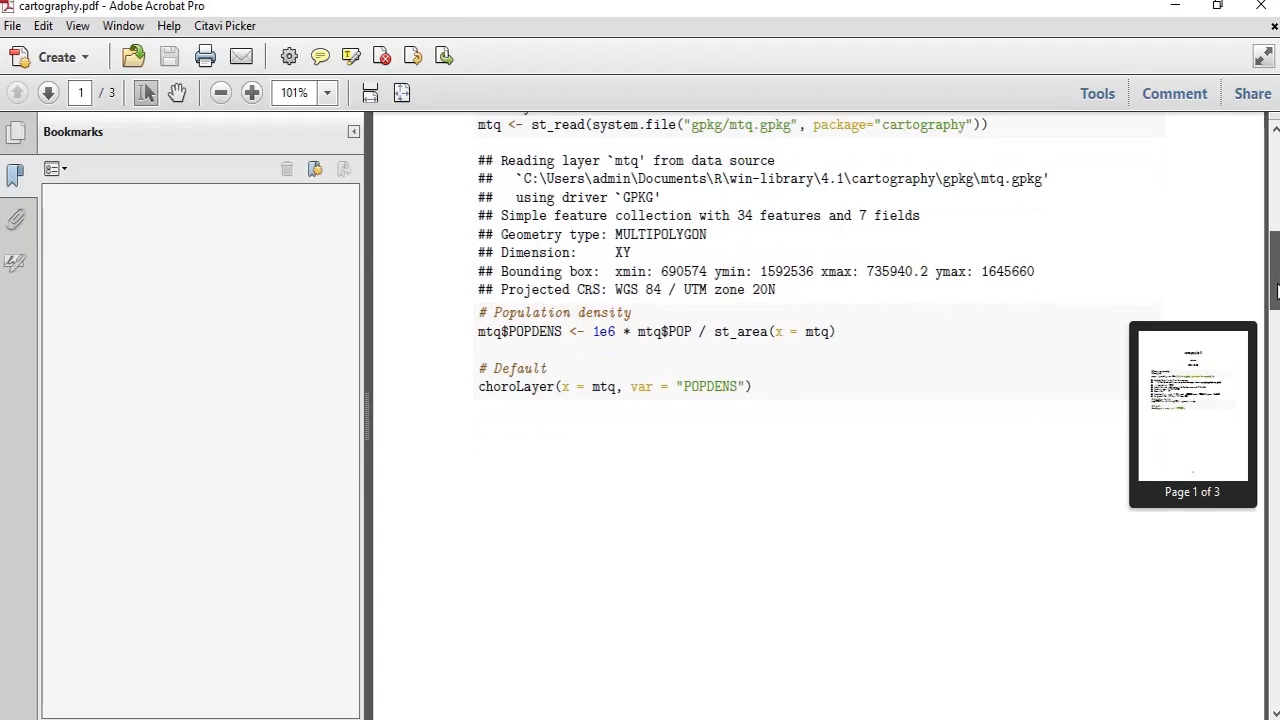 cartography.pdf - Adobe Acrobat Pro
File Edit View Window Help Citavi Picker
Create
1 / 3 101% Tools Comment Share
Bookmarks
mtq <- st_read(system.file("gpkg/mtq.gpkg", package="cartography"))
## Reading layer `mtq' from data source
## `C:\Users\admin\Documents\R\win-library\4.1\cartography\gpkg\mtq.gpkg'
## using driver `GPKG'
## Simple feature collection with 34 features and 7 fields
## Geometry type: MULTIPOLYGON
## Dimension: XY
## Bounding box: xmin: 690574 ymin: 1592536 xmax: 735940.2 ymax: 1645660
## Projected CRS: WGS 84 / UTM zone 20N
# Population density
mtq$POPDENS <- 1e6 * mtq$POP / st_area(x = mtq)
# Default
choroLayer(x = mtq, var = "POPDENS")
Page 1 of 3